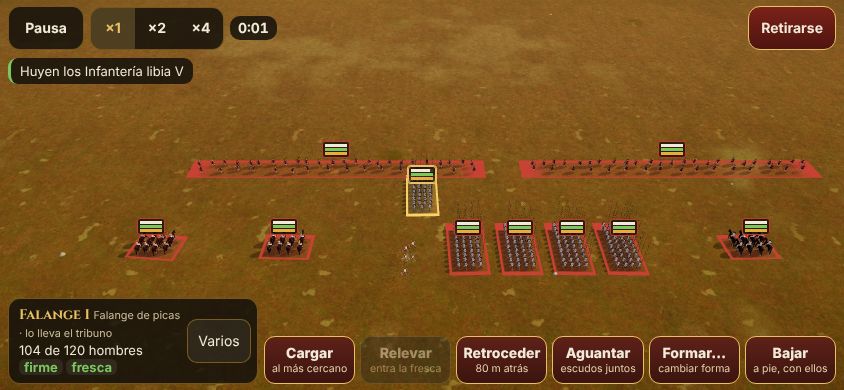 Pausa
×1
×2
×4
0:01
Retirarse
Huyen los Infantería libia V
FALANGE I Falange de picas
· lo lleva el tribuno
104 de 120 hombres
firme fresca
Varios
Cargar
al más cercano
Relevar
entra la fresca
Retroceder
80 m atrás
Aguantar
escudos juntos
Formar...
cambiar forma
Bajar
a pie, con ellos